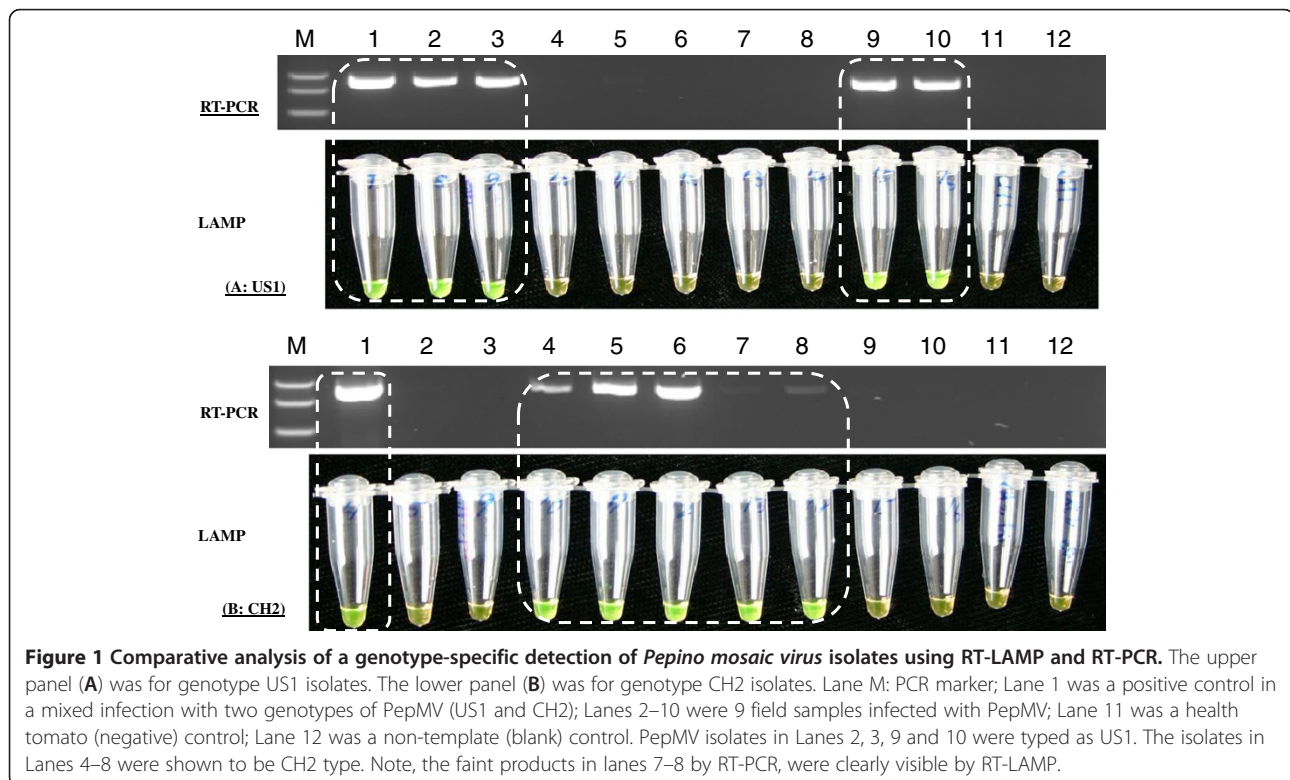 M 1 2 3 4 5 6 7 8 9 10 11 12
RT-PCR
LAMP
(A: US1)
M 1 2 3 4 5 6 7 8 9 10 11 12
RT-PCR
LAMP
(B: CH2)
Figure 1 Comparative analysis of a genotype-specific detection of Pepino mosaic virus isolates using RT-LAMP and RT-PCR. The upper
panel (A) was for genotype US1 isolates. The lower panel (B) was for genotype CH2 isolates. Lane M: PCR marker; Lane 1 was a positive control in
a mixed infection with two genotypes of PepMV (US1 and CH2); Lanes 2–10 were 9 field samples infected with PepMV; Lane 11 was a health
tomato (negative) control; Lane 12 was a non-template (blank) control. PepMV isolates in Lanes 2, 3, 9 and 10 were typed as US1. The isolates in
Lanes 4–8 were shown to be CH2 type. Note, the faint products in lanes 7–8 by RT-PCR, were clearly visible by RT-LAMP.